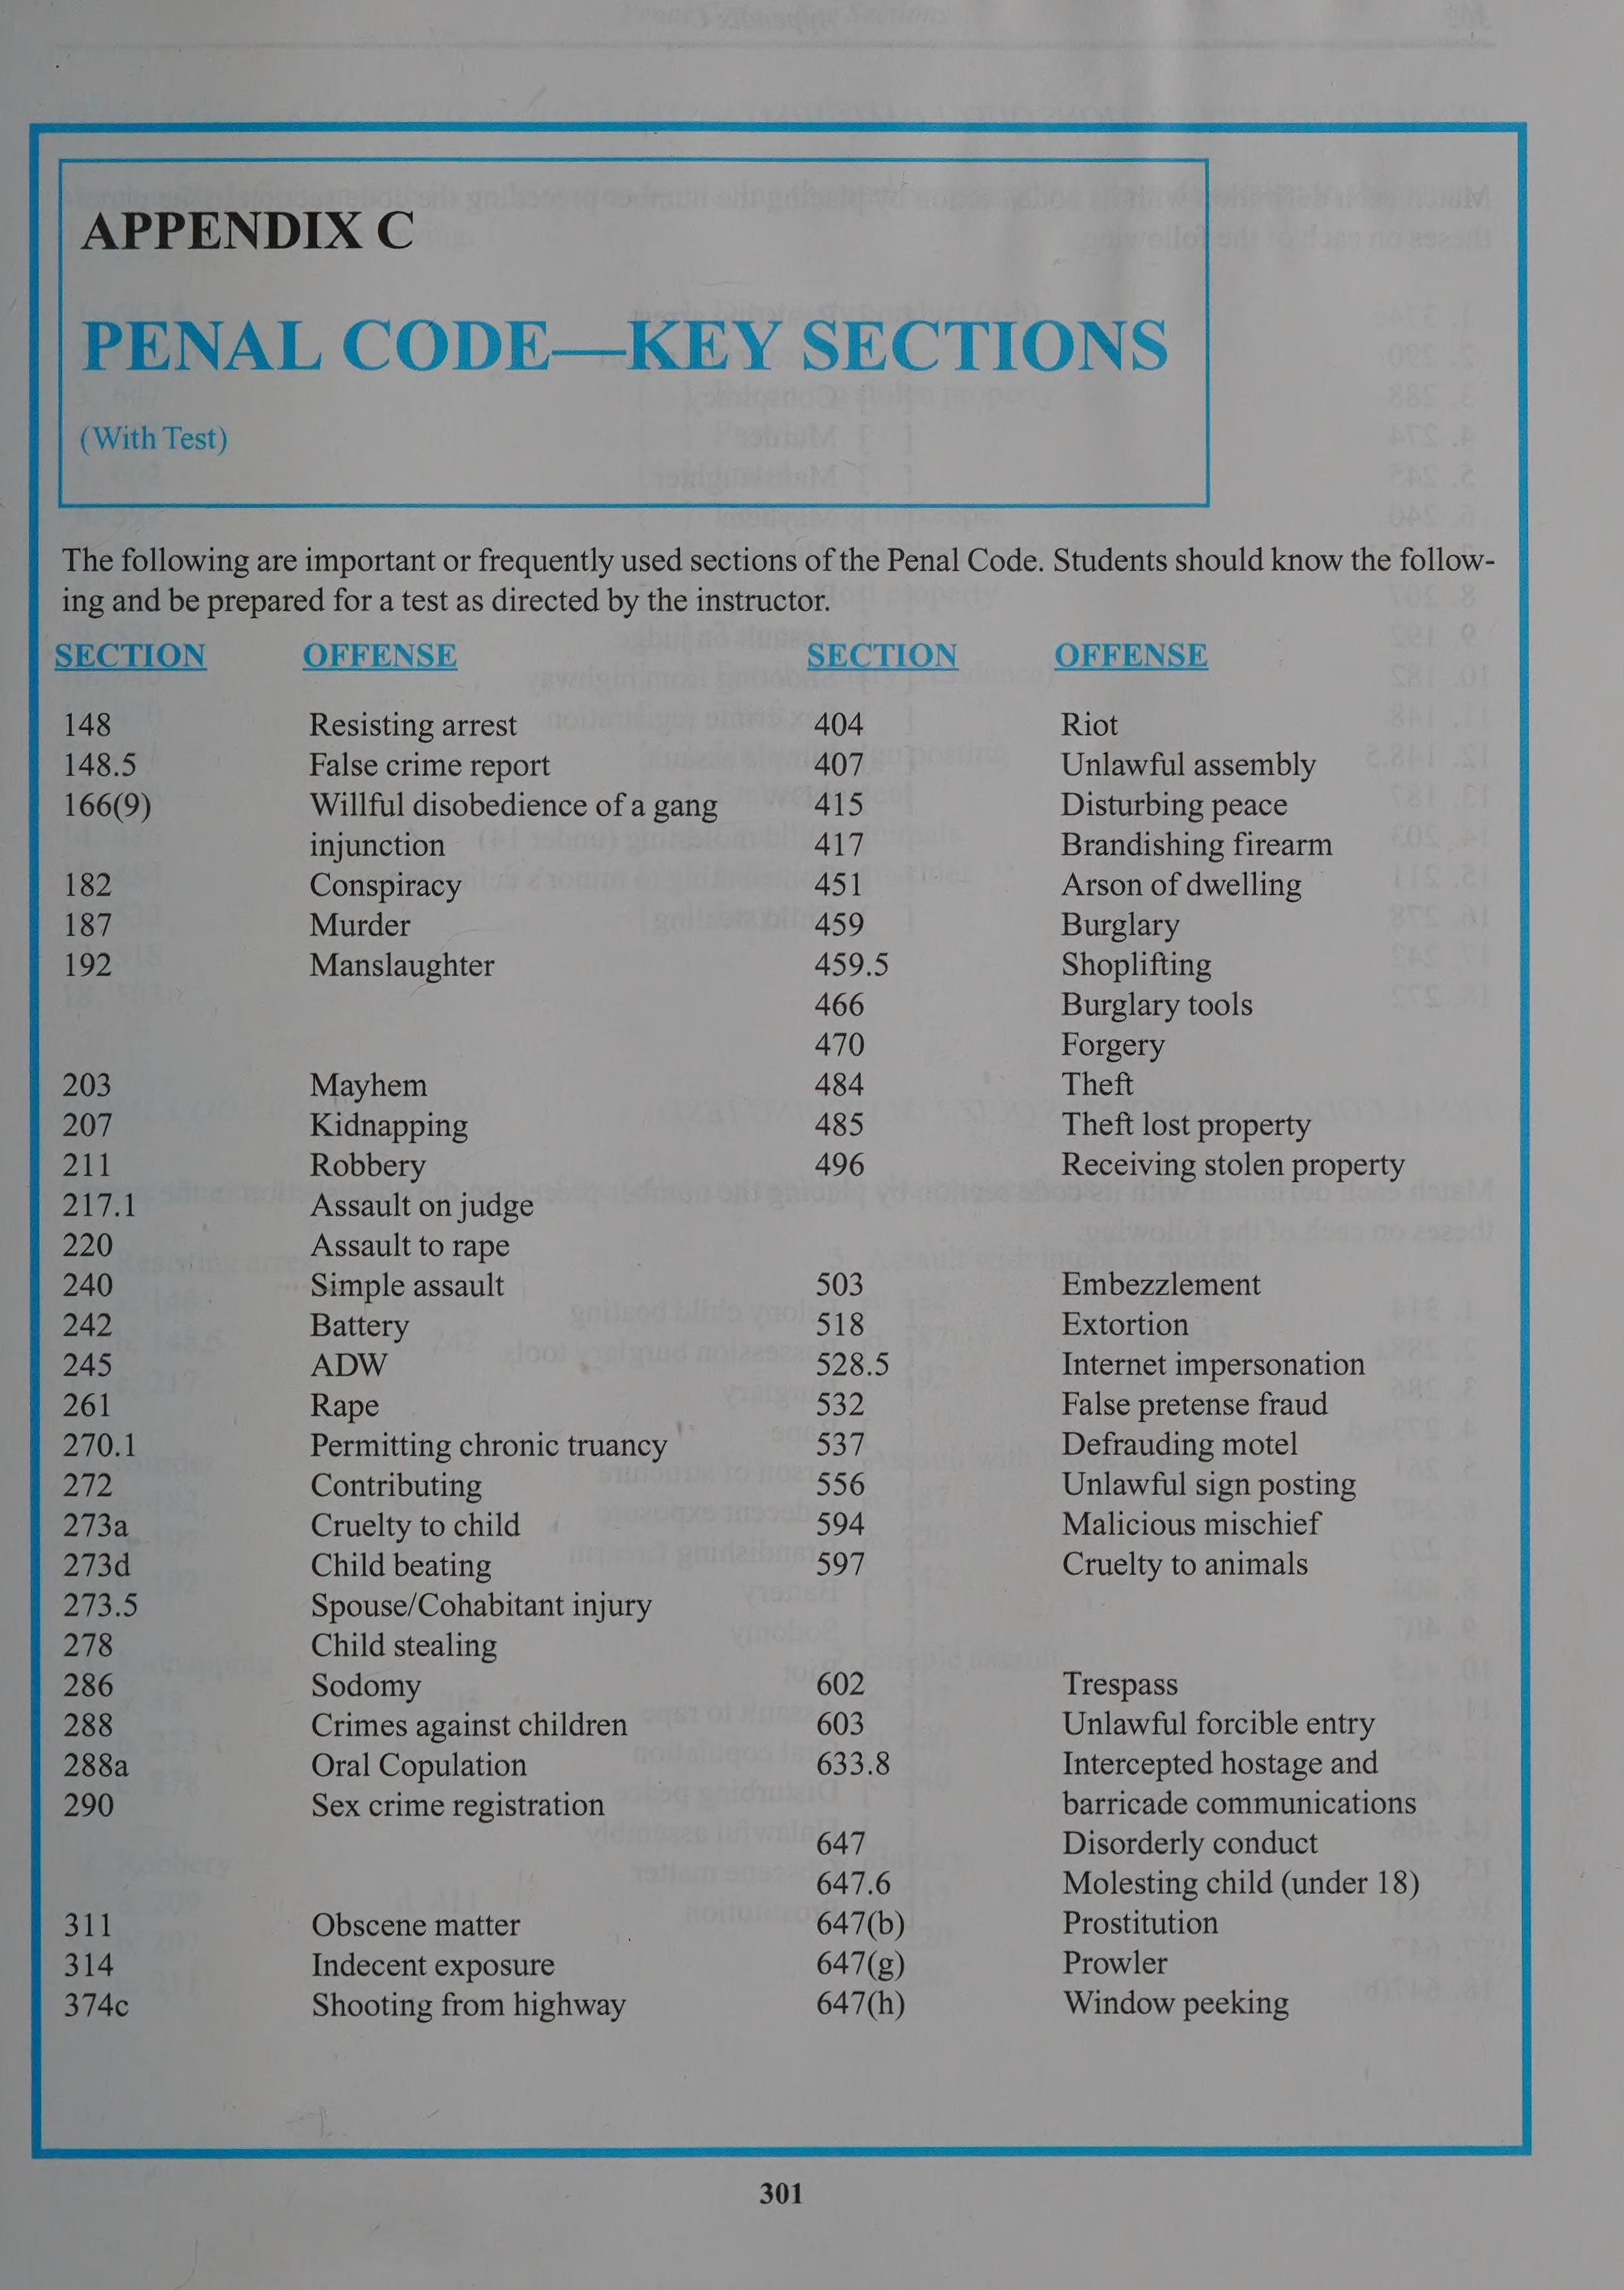 APPENDIX C
PENAL CODE—KEY SECTIONS
(With Test)
The following are important or frequently used sections of the Penal Code. Students should know the follow-
ing and be prepared for a test as directed by the instructor.
SECTION OFFENSE SECTION OFFENSE
148 Resisting arrest 404 Riot
148.5 False crime report 407 Unlawful assembly
166(9) Willful disobedience of a gang 415 Disturbing peace
injunction 417 Brandishing firearm
182 Conspiracy 451 Arson of dwelling
187 Murder 459 Burglary
192 Manslaughter 459.5 Shoplifting
466 Burglary tools
470 Forgery
203 Mayhem 484 Theft
207 Kidnapping 485 Theft lost property
211 Robbery 496 Receiving stolen property
217.1 Assault on judge
220 Assault to rape
240 Simple assault 503 Embezzlement
242 Battery 518 Extortion
245 ADW 528.5 Internet impersonation
261 Rape 532 False pretense fraud
270.1 Permitting chronic truancy 537 Defrauding motel
272 Contributing 556 Unlawful sign posting
273a Cruelty to child 594 Malicious mischief
273d Child beating 597 Cruelty to animals
273.5 Spouse/Cohabitant injury
278 Child stealing
286 Sodomy 602 Trespass
288 Crimes against children 603 Unlawful forcible entry
288a Oral Copulation 633.8 Intercepted hostage and
290 Sex crime registration barricade communications
647 Disorderly conduct
647.6 Molesting child (under 18)
311 Obscene matter 647(b) Prostitution
314 Indecent exposure 647(g) Prowler
374c Shooting from highway 647(h) Window peeking
301